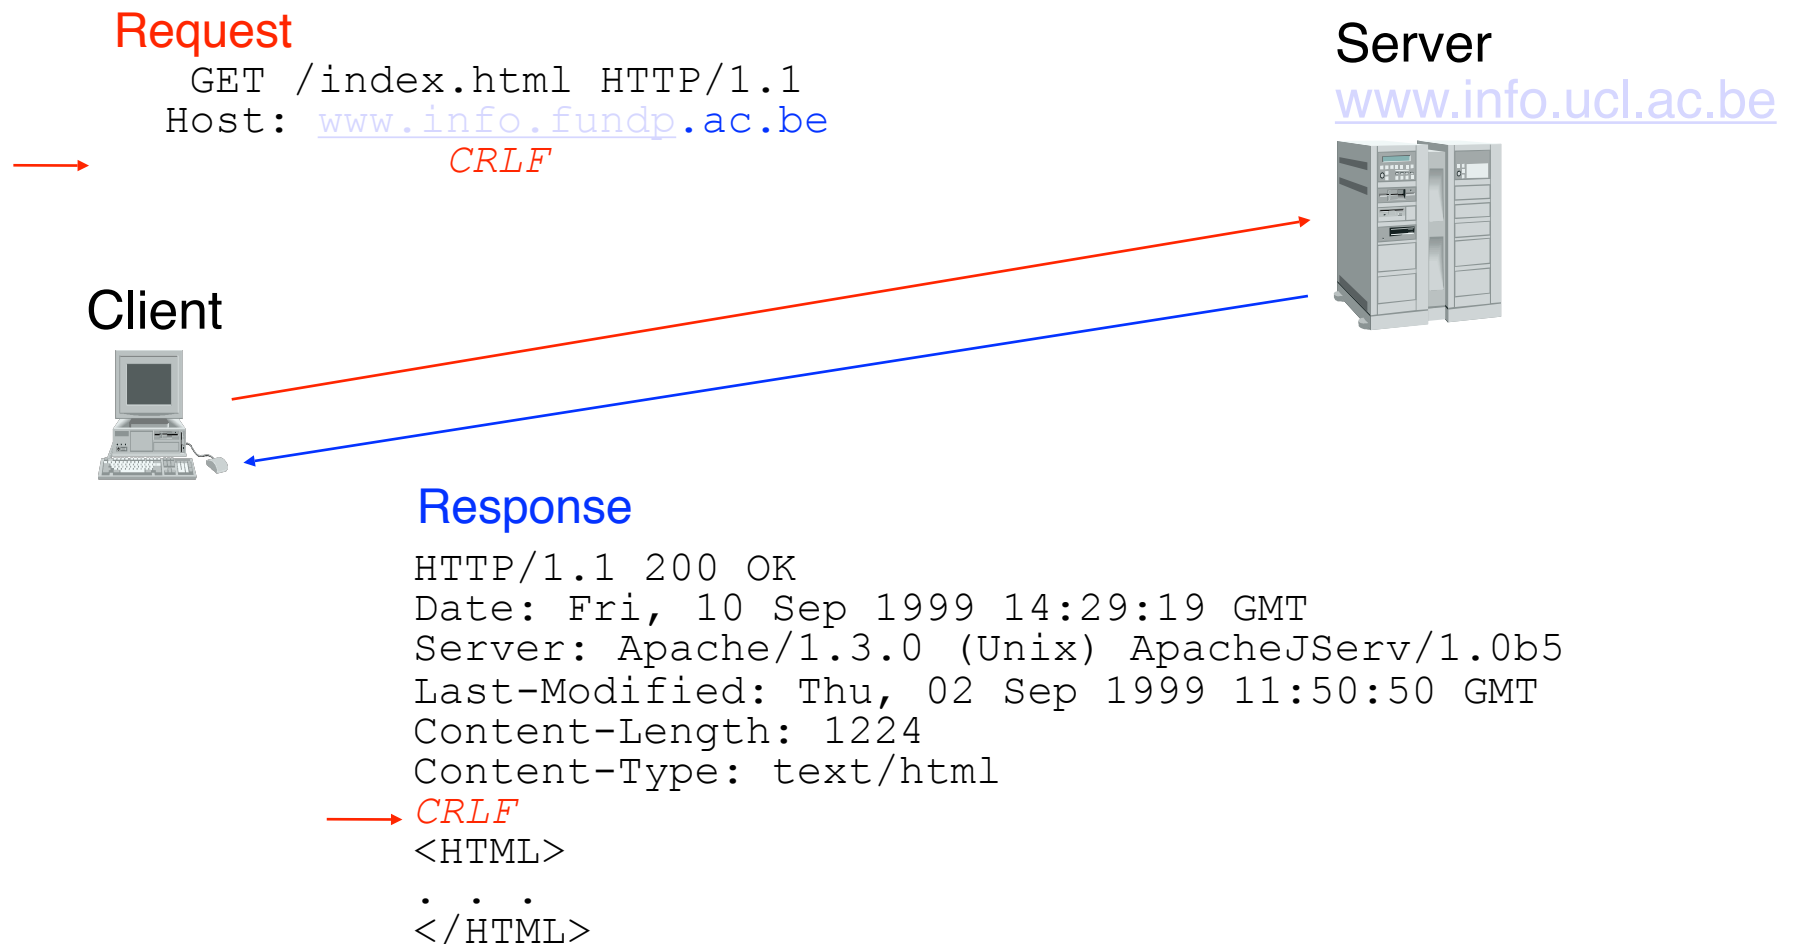 Request
GET /index.html HTTP/1.1
Host: www.info.fundp.ac.be
CRLF
Server
www.info.ucl.ac.be
Client
Response
HTTP/1.1 200 OK
Date: Fri, 10 Sep 1999 14:29:19 GMT
Server: Apache/1.3.0 (Unix) ApacheJServ/1.0b5
Last-Modified: Thu, 02 Sep 1999 11:50:50 GMT
Content-Length: 1224
Content-Type: text/html
CRLF
<HTML>
. . .
</HTML>